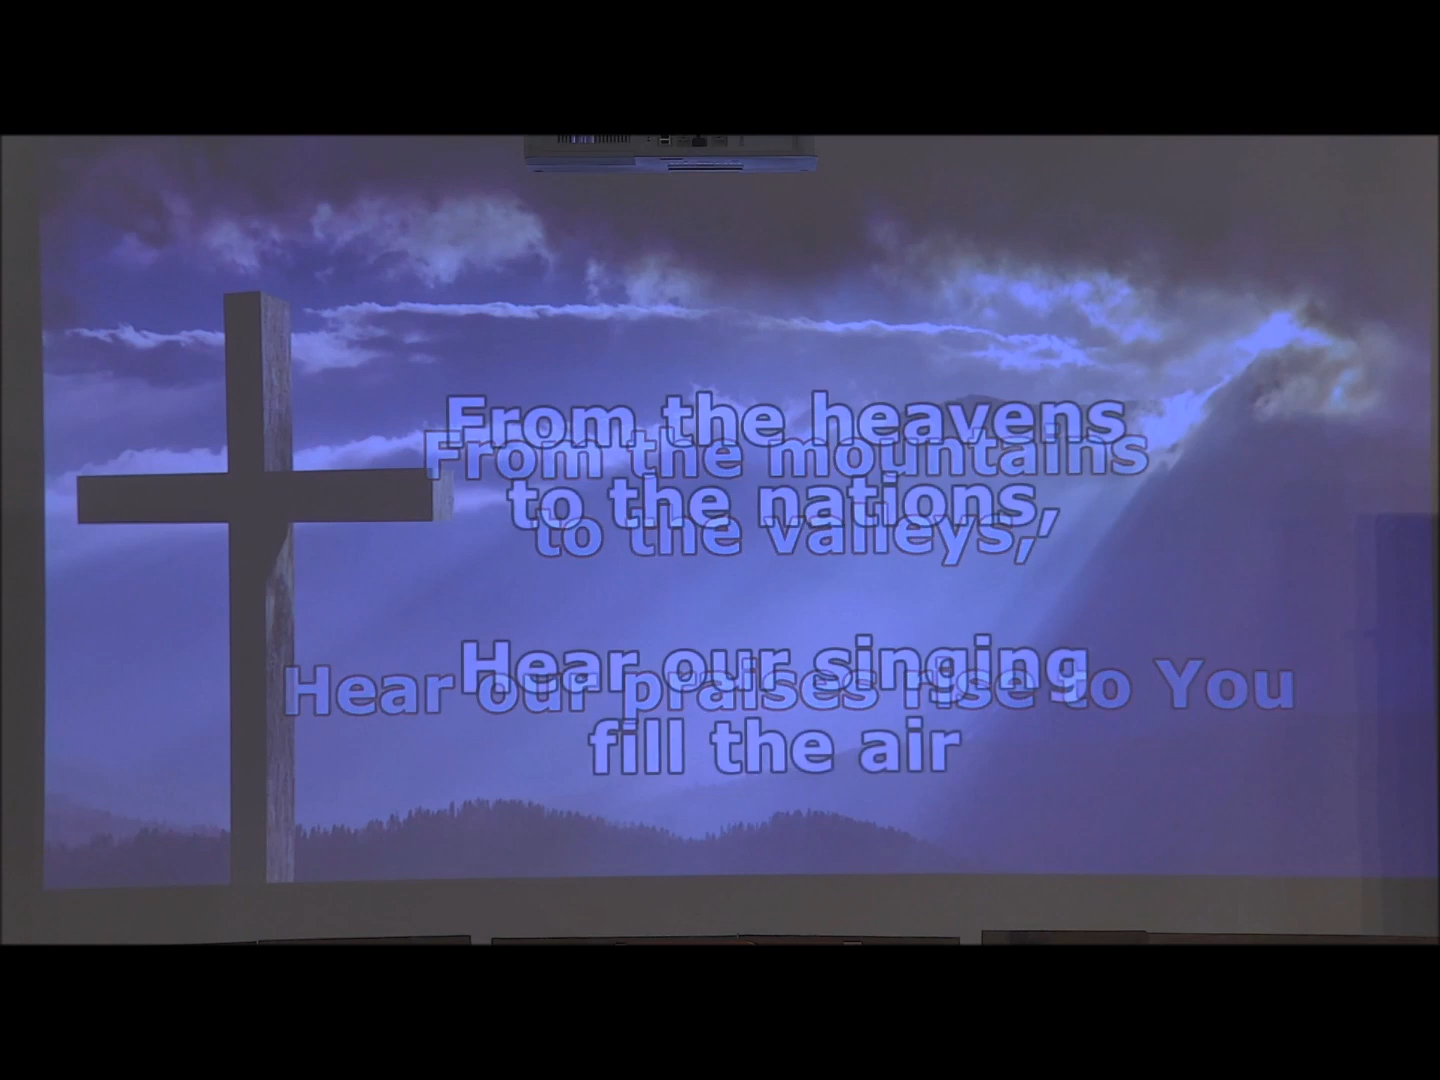 From the heavens
From the mountains
to the nations,
to the valleys,
Hear our singing
Hear our praises rise to You
fill the air